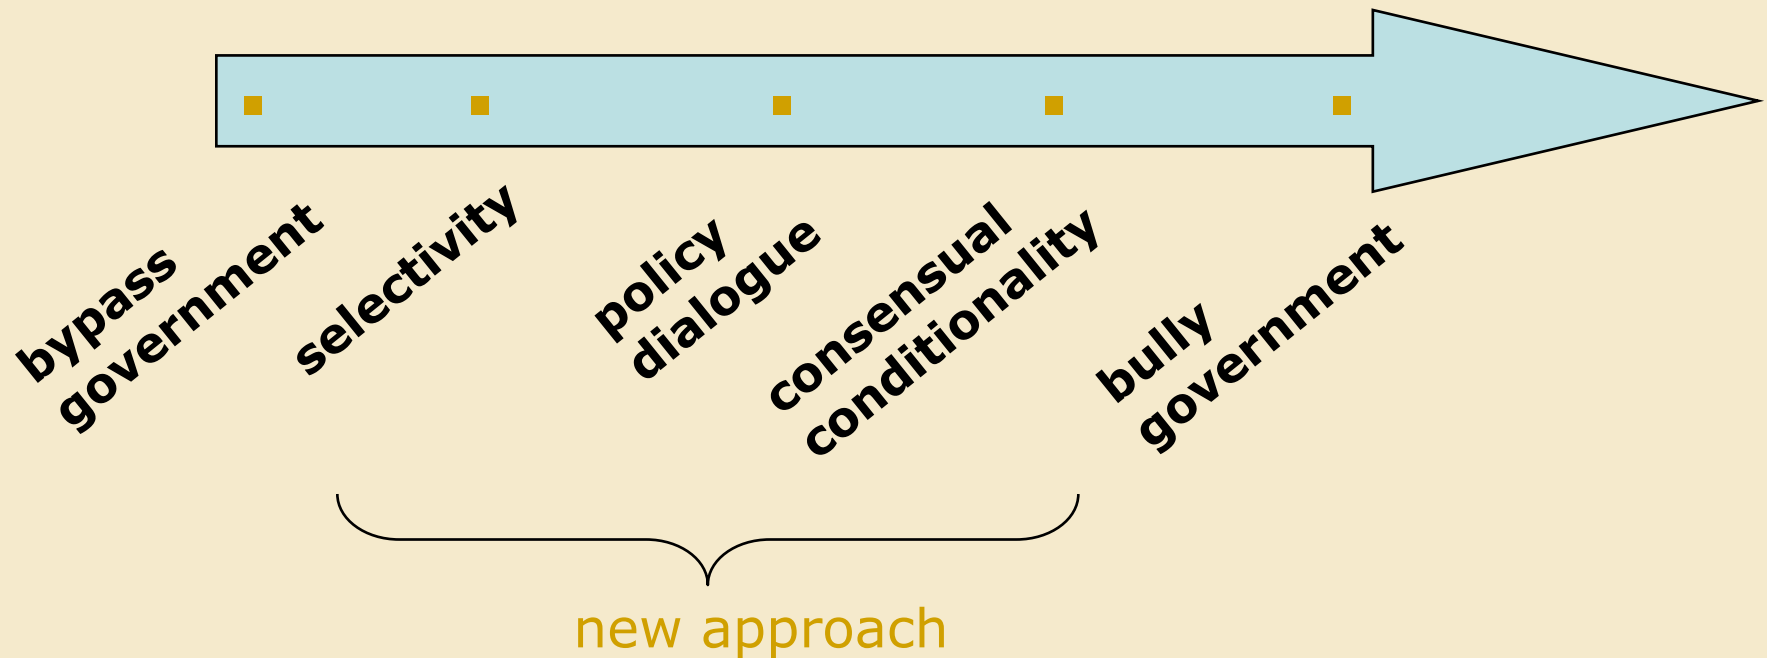 bypass
government
selectivity
policy
dialogue
consensual
conditionality
bully
government
new approach